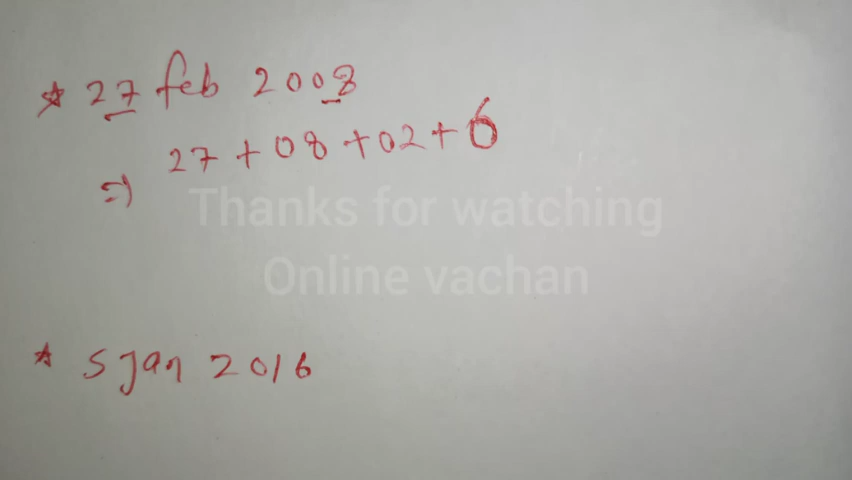 * 27 feb 2008
27 + 08 + 02 + 6
=)
Thanks for watching
Online vachan
* 5 Jan 2016